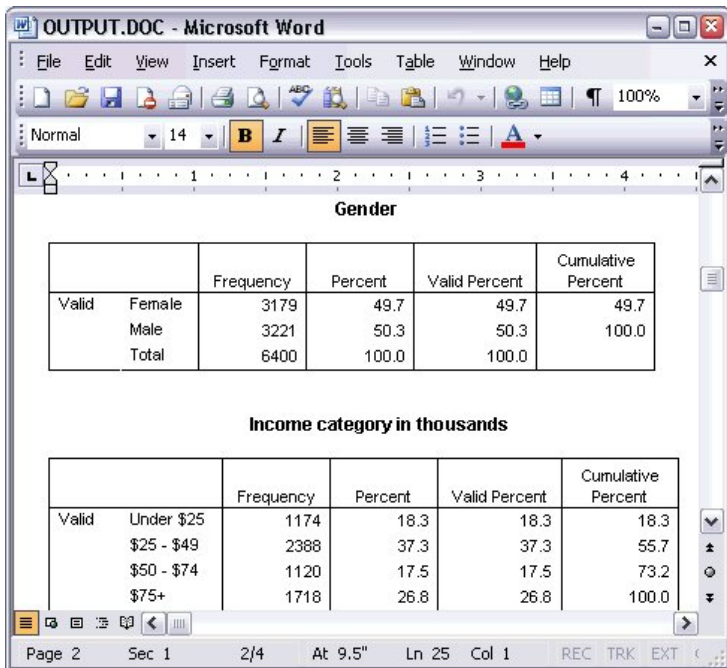 OUTPUT.DOC - Microsoft Word
File Edit View Insert Format Tools Table Window Help
100%
Normal 14 B I A
1 2 3 4
Gender
Frequency Percent Valid Percent Cumulative Percent
Valid Female 3179 49.7 49.7 49.7
Male 3221 50.3 50.3 100.0
Total 6400 100.0 100.0
Income category in thousands
Frequency Percent Valid Percent Cumulative Percent
Valid Under $25 1174 18.3 18.3 18.3
$25 - $49 2388 37.3 37.3 55.7
$50 - $74 1120 17.5 17.5 73.2
$75+ 1718 26.8 26.8 100.0
Page 2 Sec 1 2/4 At 9.5" Ln 25 Col 1 REC TRK EXT